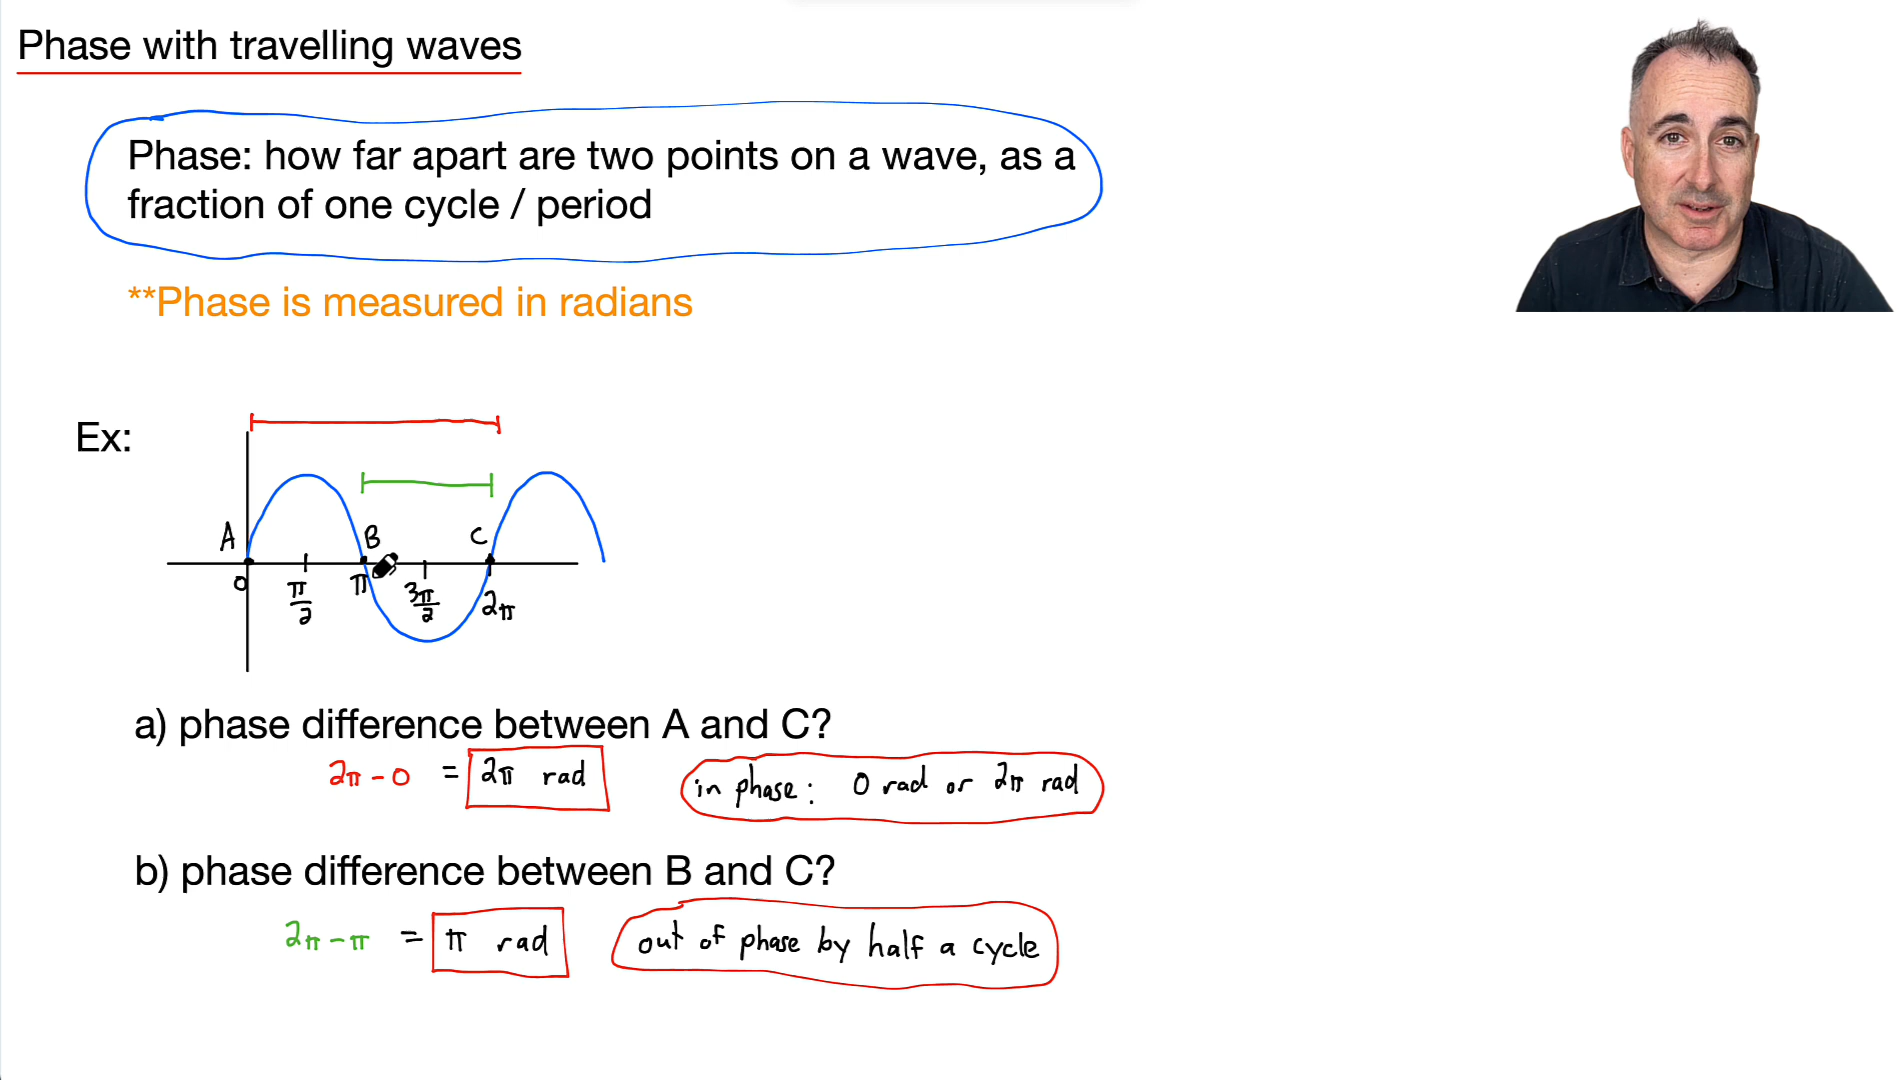 Phase with travelling waves
Phase: how far apart are two points on a wave, as a
fraction of one cycle / period
**Phase is measured in radians
Ex:
A B C
0 π/2 π 3π/2 2π
a) phase difference between A and C?
2π - 0 = 2π rad in phase: 0 rad or 2π rad
b) phase difference between B and C?
2π - π = π rad out of phase by half a cycle